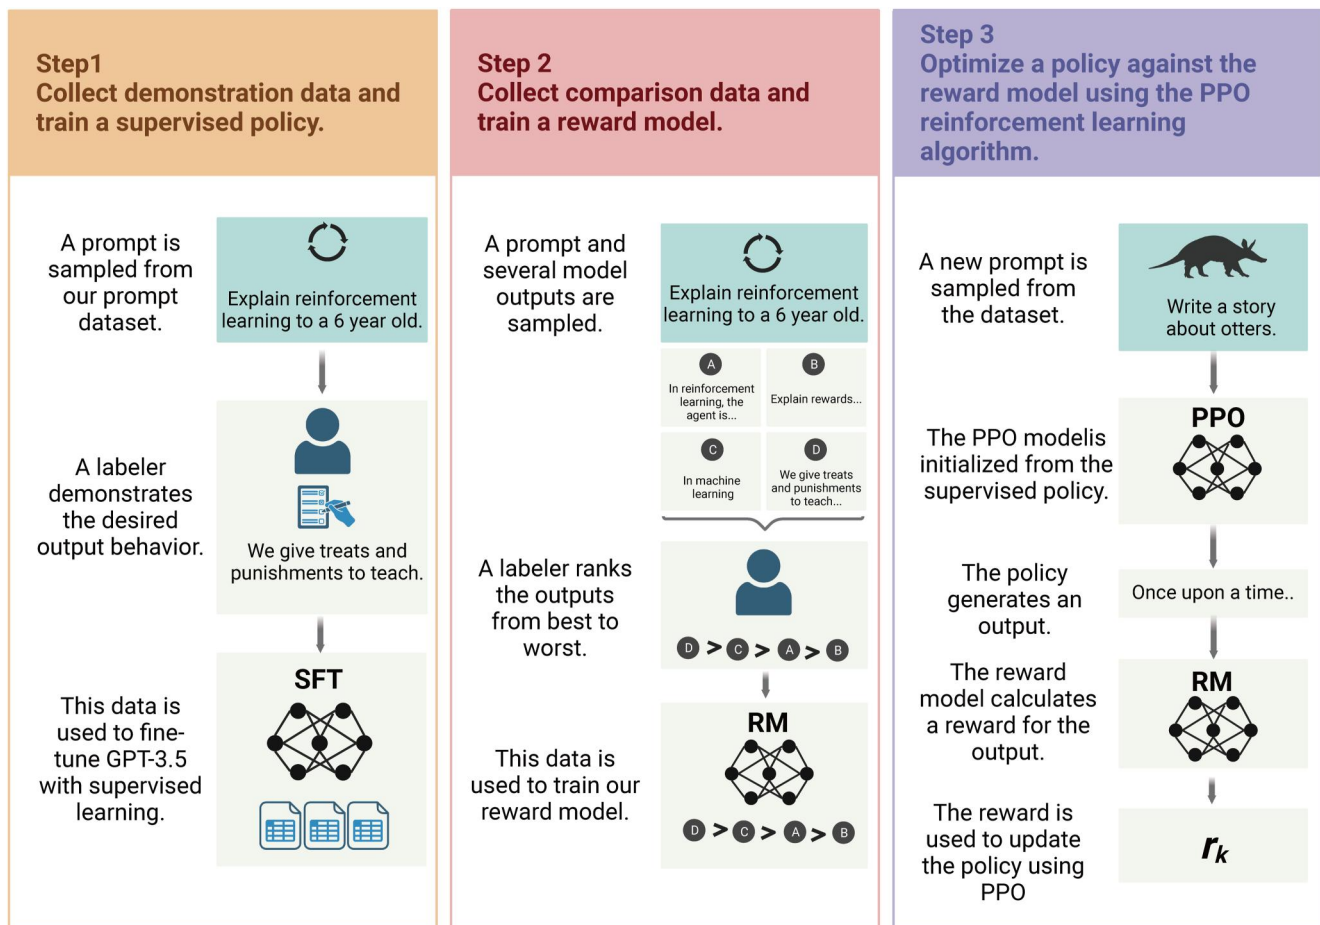 Step1
Collect demonstration data and
train a supervised policy.
A prompt is
sampled from
our prompt
dataset.
Explain reinforcement
learning to a 6 year old.
A labeler
demonstrates
the desired
output behavior.
We give treats and
punishments to teach.
This data is
used to fine-
tune GPT-3.5
with supervised
learning.
SFT
Step 2
Collect comparison data and
train a reward model.
A prompt and
several model
outputs are
sampled.
Explain reinforcement
learning to a 6 year old.
A
In reinforcement
learning, the
agent is...
B
Explain rewards...
C
In machine
learning
D
We give treats
and punishments
to teach...
A labeler ranks
the outputs
from best to
worst.
D > C > A > B
This data is
used to train our
reward model.
RM
D > C > A > B
Step 3
Optimize a policy against the
reward model using the PPO
reinforcement learning
algorithm.
A new prompt is
sampled from
the dataset.
Write a story
about otters.
The PPO modelis
initialized from the
supervised policy.
PPO
The policy
generates an
output.
Once upon a time..
The reward
model calculates
a reward for the
output.
RM
The reward is
used to update
the policy using
PPO
rk